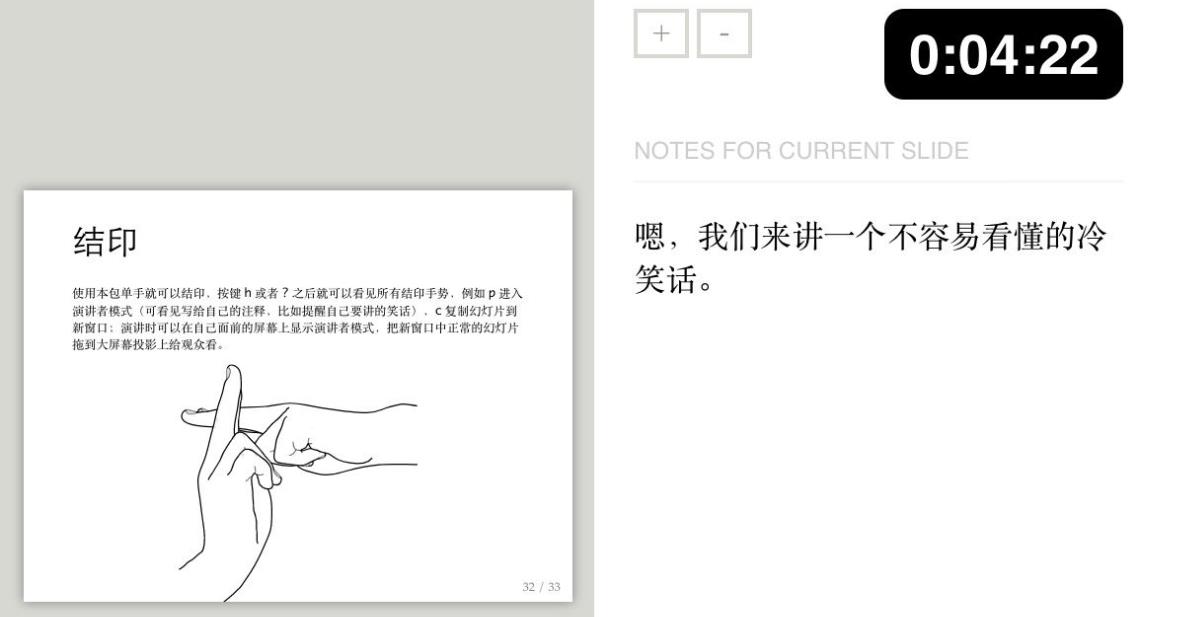 结印
使用本包单手就可以结印，按键 h 或者 ? 之后就可以看见所有结印手势，例如 p 进入
演讲者模式（可看见写给自己的注释，比如提醒自己要讲的笑话），c 复制幻灯片到
新窗口；演讲时可以在自己面前的屏幕上显示演讲者模式，把新窗口中正常的幻灯片
拖到大屏幕投影上给观众看。
32 / 33
+ -
0:04:22
NOTES FOR CURRENT SLIDE
嗯，我们来讲一个不容易看懂的冷
笑话。